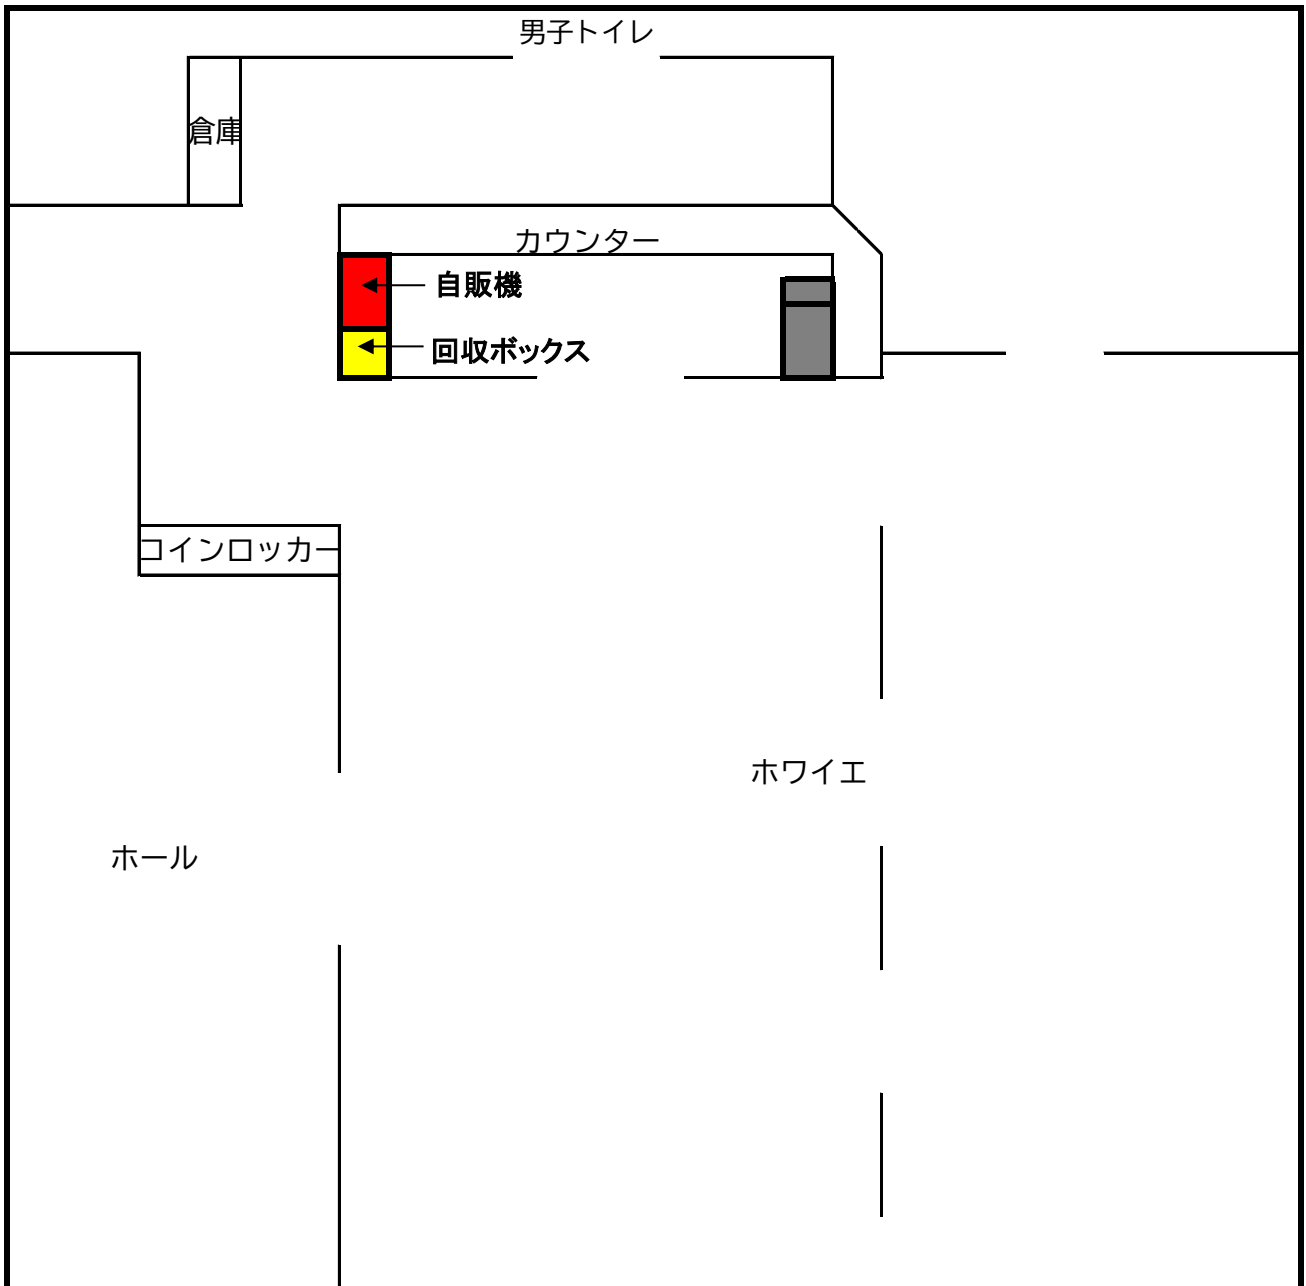 男子トイレ
倉庫
カウンター
自販機
回収ボックス
コインロッカー
ホワイエ
ホール